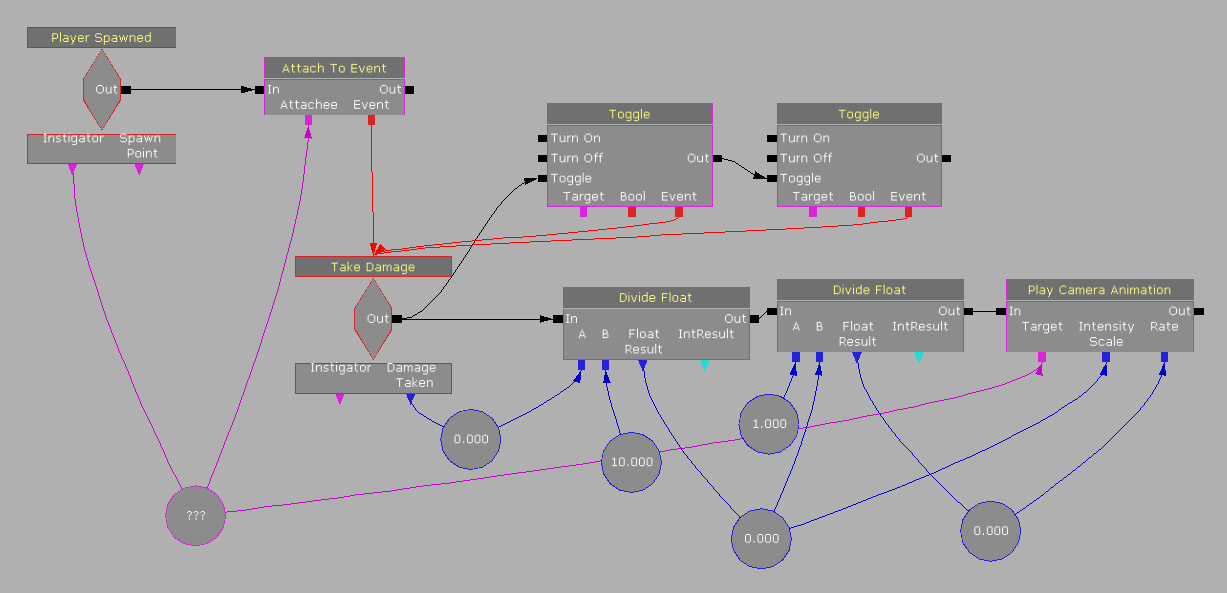 Player Spawned
Out
Instigator Spawn
Point
Attach To Event
In Out
Attachee Event
Toggle
Turn On
Turn Off Out
Toggle
Target Bool Event
Toggle
Turn On
Turn Off Out
Toggle
Target Bool Event
Take Damage
Out
Instigator Damage
Taken
Divide Float
In Out
A B Float IntResult
Result
Divide Float
In Out
A B Float IntResult
Result
Play Camera Animation
In Out
Target Intensity Rate
Scale
0.000
10.000
1.000
???
0.000
0.000